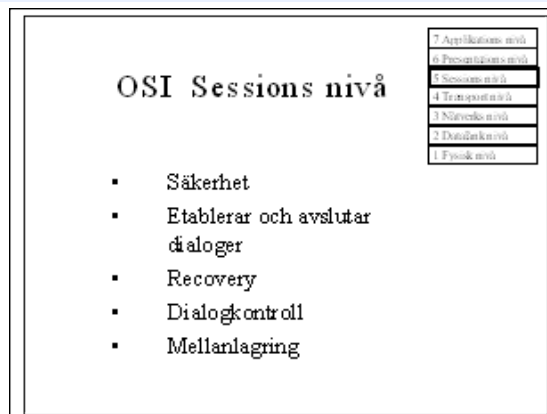 OSI Sessions nivå
7 Applikations nivå
6 Presentations nivå
5 Sessions nivå
4 Transport nivå
3 Nätverks nivå
2 Datalänk nivå
1 Fysisk nivå
▪ Säkerhet
▪ Etablerar och avslutar
dialoger
▪ Recovery
▪ Dialogkontroll
▪ Mellanlagring